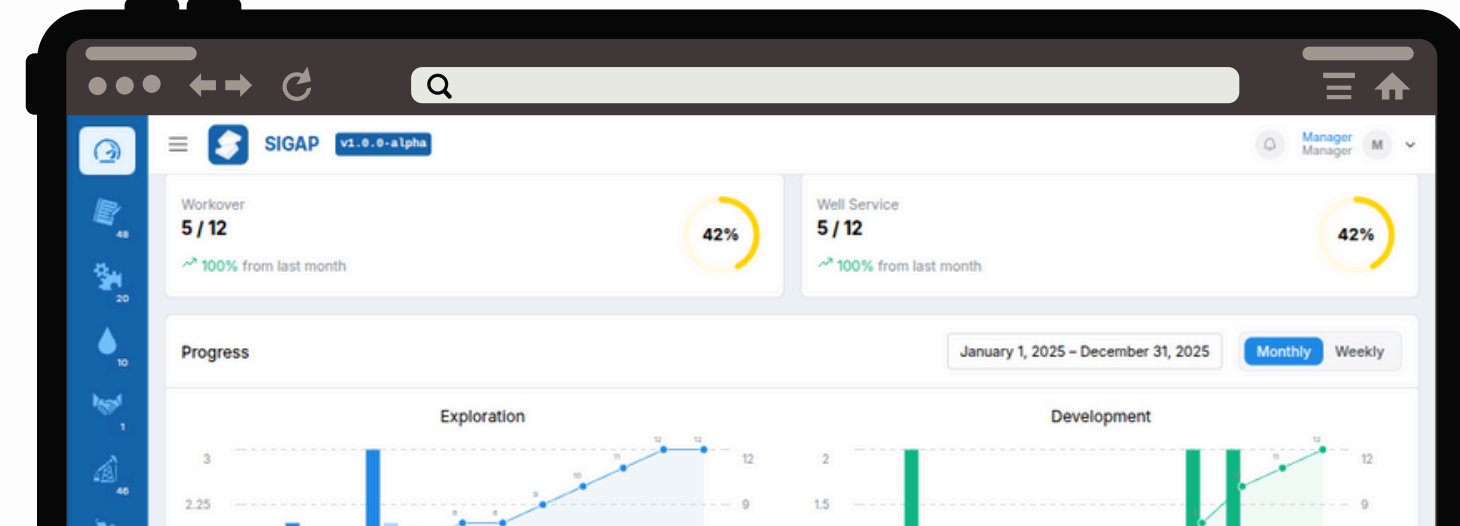 SIGAP v1.0.0-alpha
Manager
Manager
M
48
20
10
1
46
Workover
5 / 12
100% from last month
42%
Well Service
5 / 12
100% from last month
42%
Progress
January 1, 2025 – December 31, 2025
Monthly Weekly
Exploration
3
2.25
12
9
8 8 9 10 11 12 12
Development
2
1.5
12
9
11 12